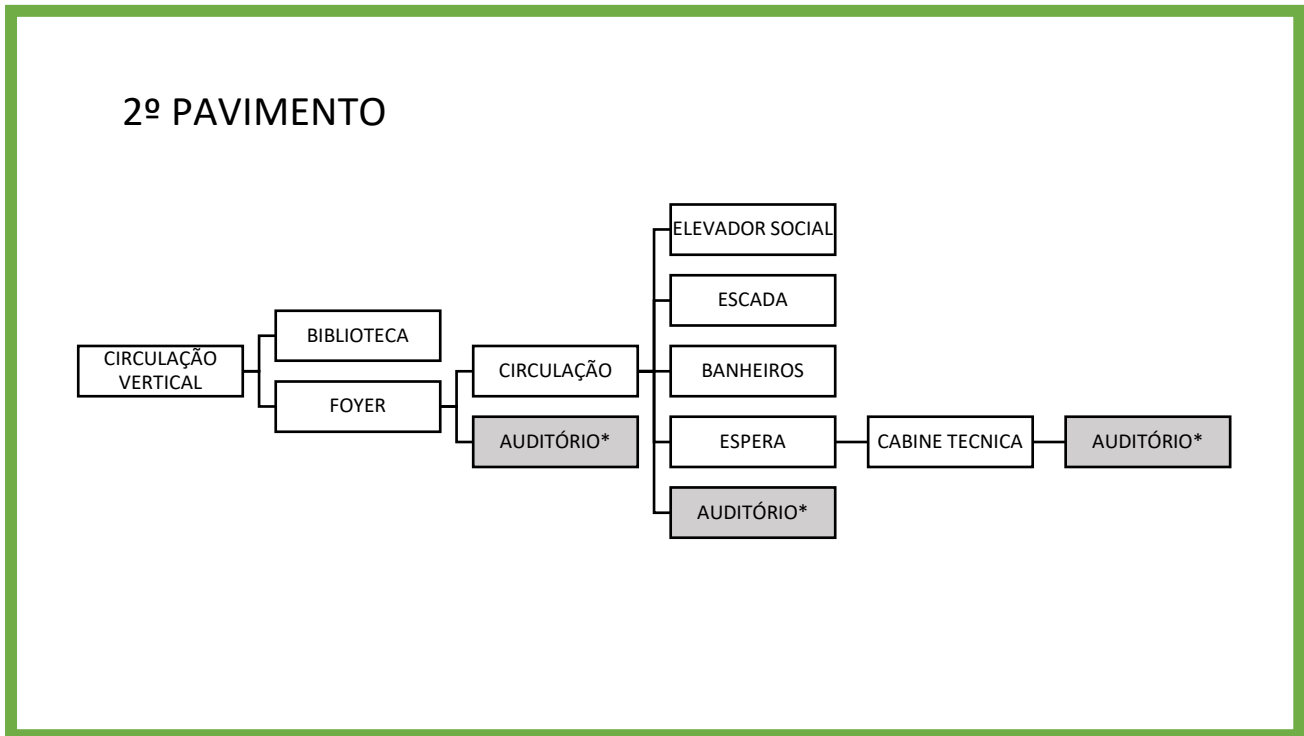 2º PAVIMENTO
ELEVADOR SOCIAL
ESCADA
BIBLIOTECA
CIRCULAÇÃO
VERTICAL
CIRCULAÇÃO
BANHEIROS
FOYER
AUDITÓRIO*
ESPERA
CABINE TECNICA
AUDITÓRIO*
AUDITÓRIO*